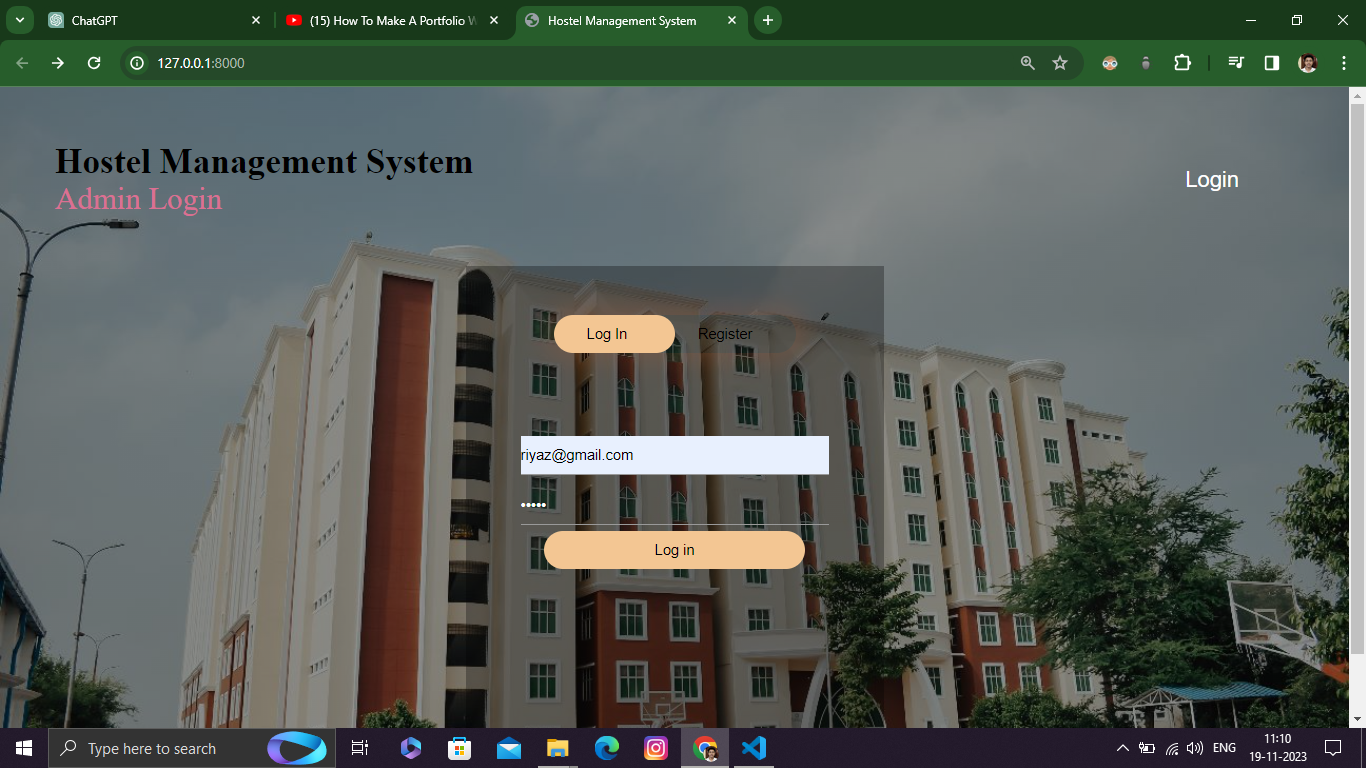 ChatGPT
(15) How To Make A Portfolio W
Hostel Management System
127.0.0.1:8000
Hostel Management System
Admin Login
Login
Log In
Register
riyaz@gmail.com
•••••
Log in
Type here to search
ENG
11:10
19-11-2023